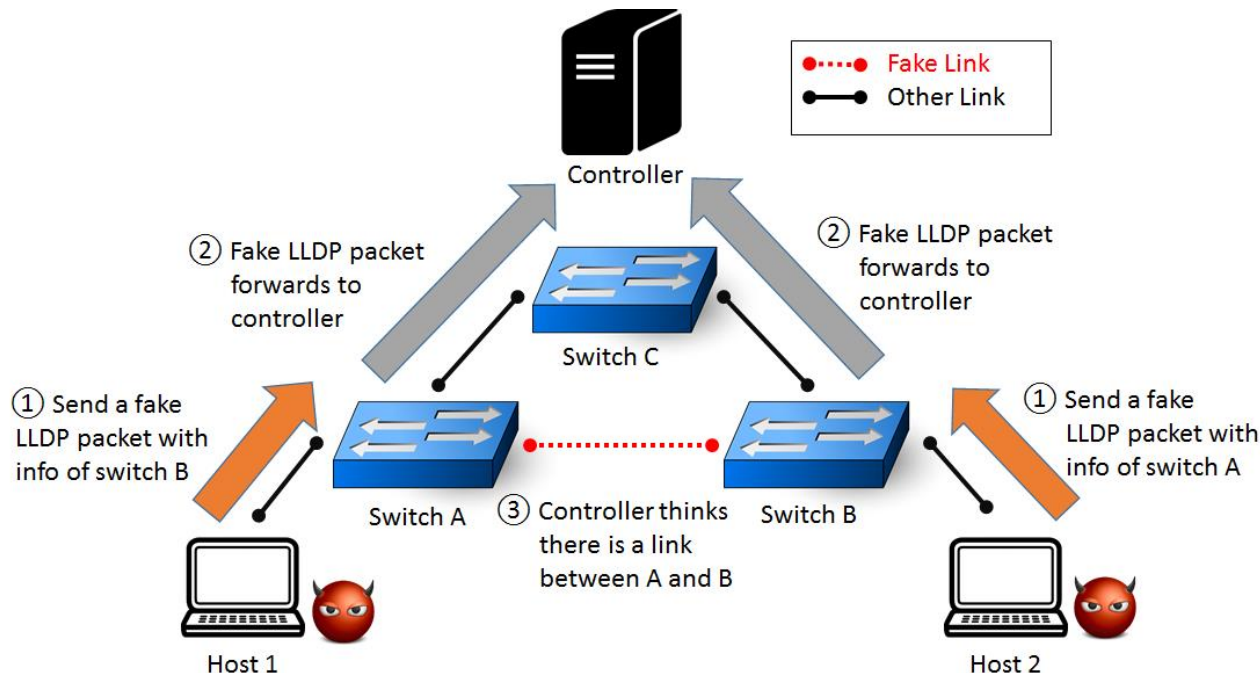 Fake Link
Other Link
Controller
② Fake LLDP packet
forwards to
controller
② Fake LLDP packet
forwards to
controller
Switch C
① Send a fake
LLDP packet with
info of switch B
① Send a fake
LLDP packet with
info of switch A
Switch A
Switch B
③ Controller thinks
there is a link
between A and B
Host 1
Host 2